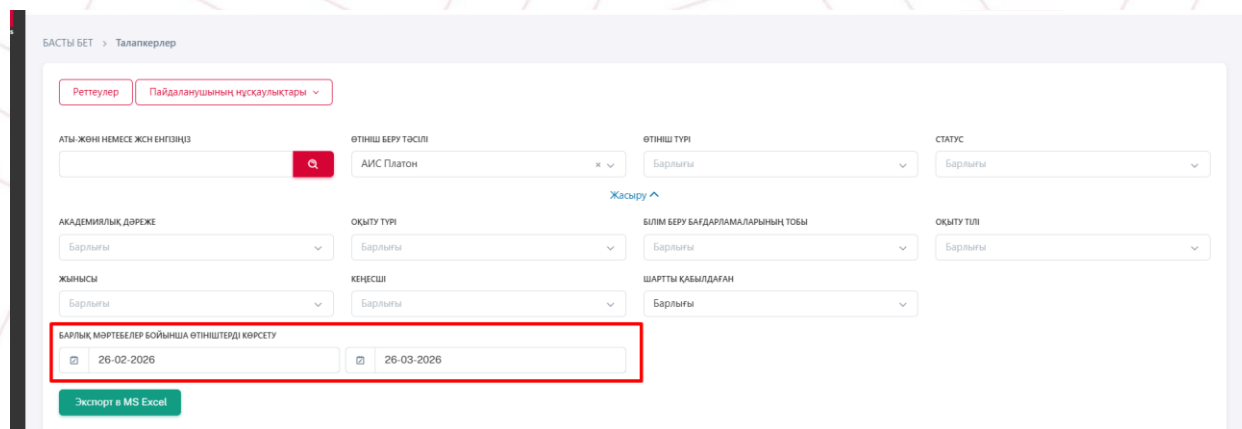 БАСТЫ БЕТ > Талапкерлер
Реттеулер Пайдаланушының нұсқаулықтары
АТЫ-ЖӨНІ НЕМЕСЕ ЖСН ЕНГІЗІҢІЗ ӨТІНІШ БЕРУ ТӘСІЛІ ӨТІНІШ ТҮРІ СТАТУС
АИС Платон Барлығы Барлығы
Жасыру
АКАДЕМИЯЛЫҚ ДӘРЕЖЕ ОҚЫТУ ТҮРІ БІЛІМ БЕРУ БАҒДАРЛАМАЛАРЫНЫҢ ТОБЫ ОҚЫТУ ТІЛІ
Барлығы Барлығы Барлығы Барлығы
ЖЫНЫСЫ КЕҢЕСШІ ШАРТТЫ ҚАБЫЛДАҒАН
Барлығы Барлығы Барлығы
БАРЛЫҚ МӘРТЕБЕЛЕР БОЙЫНША ӨТІНІШТЕРДІ КӨРСЕТУ
26-02-2026 26-03-2026
Экспорт в MS Excel